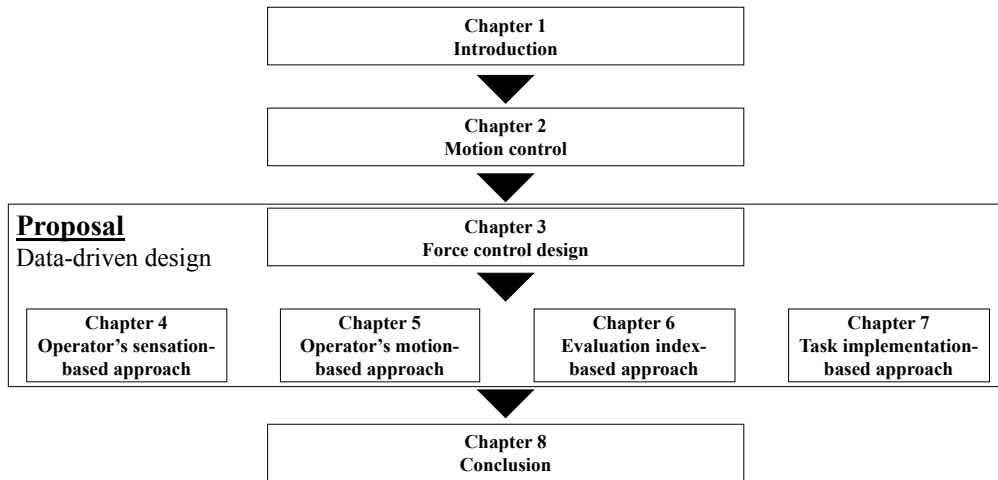 Chapter 1
Introduction
Chapter 2
Motion control
Proposal
Data-driven design
Chapter 3
Force control design
Chapter 4
Operator's sensation-
based approach
Chapter 5
Operator's motion-
based approach
Chapter 6
Evaluation index-
based approach
Chapter 7
Task implementation-
based approach
Chapter 8
Conclusion